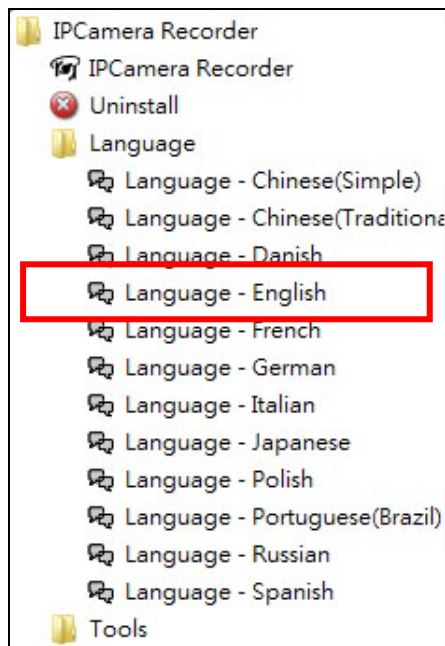 IPCamera Recorder
IPCamera Recorder
Uninstall
Language
Language - Chinese(Simple)
Language - Chinese(Traditiona
Language - Danish
Language - English
Language - French
Language - German
Language - Italian
Language - Japanese
Language - Polish
Language - Portuguese(Brazil)
Language - Russian
Language - Spanish
Tools